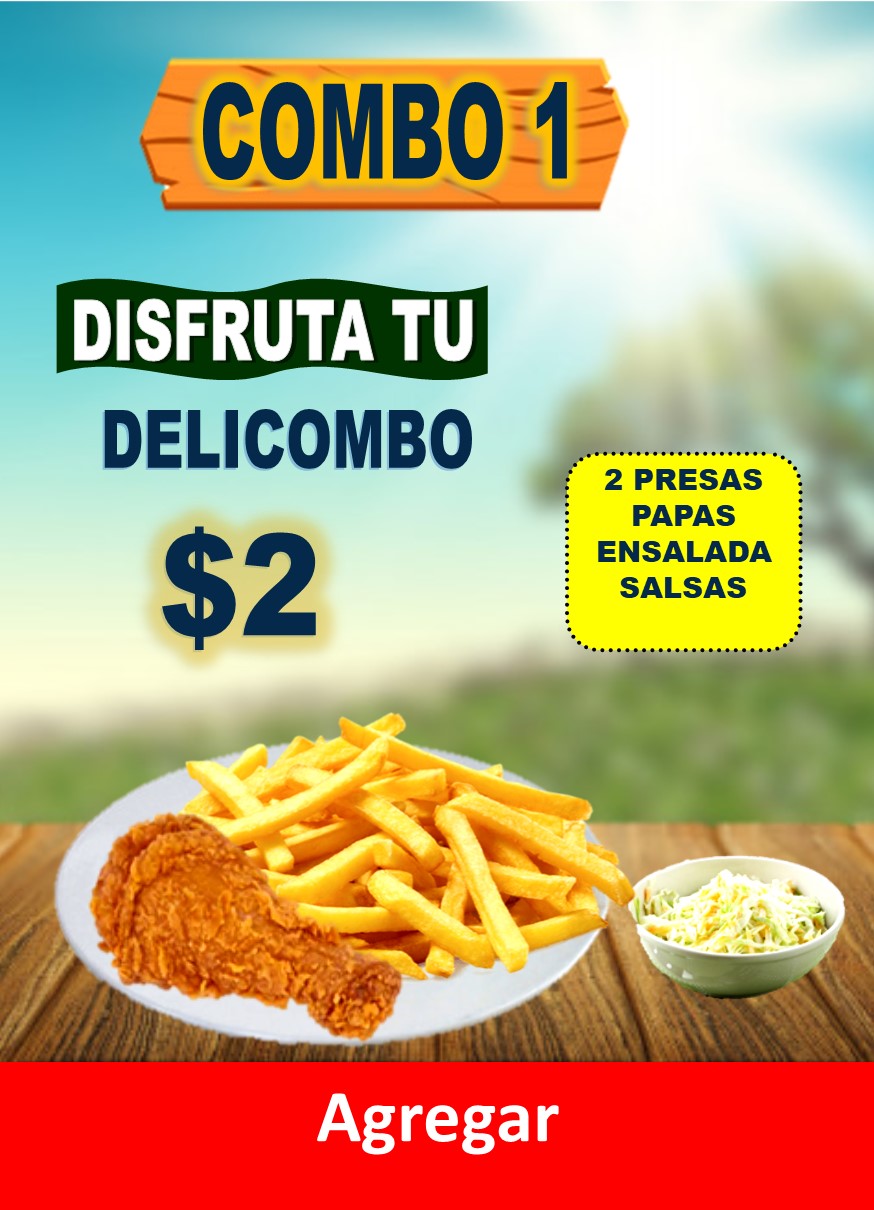 COMBO 1
DISFRUTA TU
DELICOMBO
$2
2 PRESAS
PAPAS
ENSALADA
SALSAS
Agregar